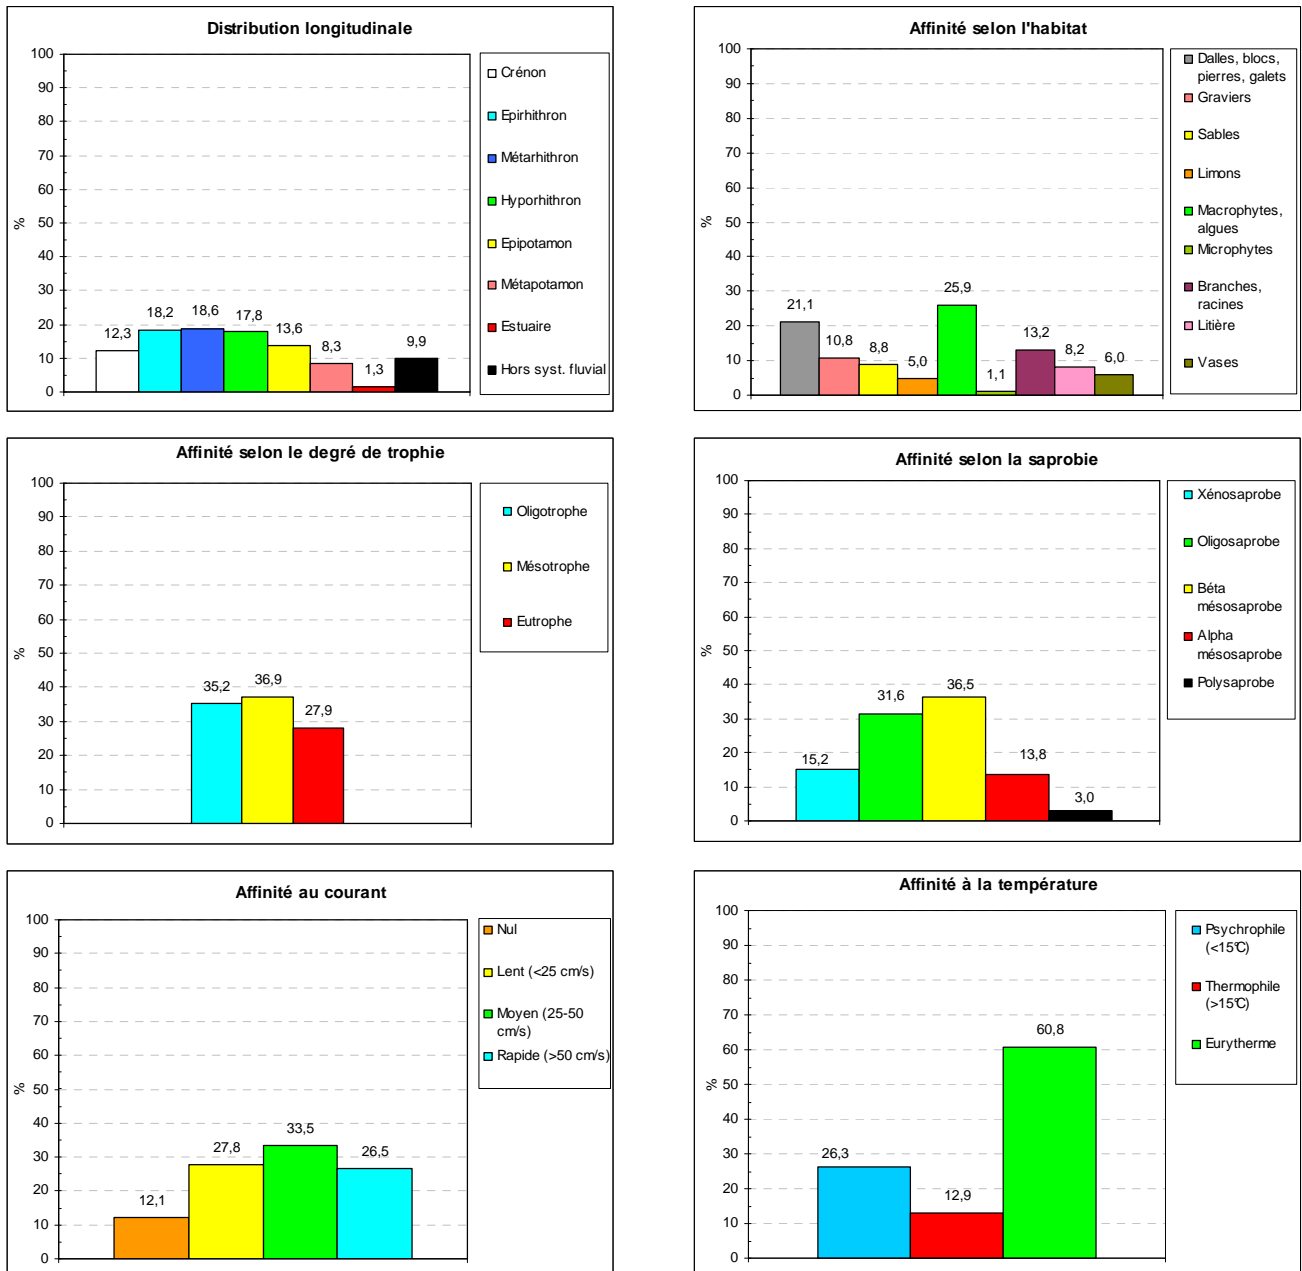 Distribution longitudinale
100
90
80
70
60
50
40
30
20
10
0
%
12,3
18,2
18,6
17,8
13,6
8,3
1,3
9,9
Crénon
Epirhithron
Métarhithron
Hyporhithron
Epipotamon
Métapotamon
Estuaire
Hors syst. fluvial
Affinité selon l'habitat
100
90
80
70
60
50
40
30
20
10
0
%
21,1
10,8
8,8
5,0
25,9
1,1
13,2
8,2
6,0
Dalles, blocs,
pierres, galets
Graviers
Sables
Limons
Macrophytes,
algues
Microphytes
Branches,
racines
Litière
Vases
Affinité selon le degré de trophie
100
90
80
70
60
50
40
30
20
10
0
%
35,2
36,9
27,9
Oligotrophe
Mésotrophe
Eutrophe
Affinité selon la saprobie
100
90
80
70
60
50
40
30
20
10
0
%
15,2
31,6
36,5
13,8
3,0
Xénosaprobe
Oligosaprobe
Béta
mésosaprobe
Alpha
mésosaprobe
Polysaprobe
Affinité au courant
100
90
80
70
60
50
40
30
20
10
0
%
12,1
27,8
33,5
26,5
Nul
Lent (<25 cm/s)
Moyen (25-50
cm/s)
Rapide (>50 cm/s)
Affinité à la température
100
90
80
70
60
50
40
30
20
10
0
%
26,3
12,9
60,8
Psychrophile
(<15°C)
Thermophile
(>15°C)
Eurytherme